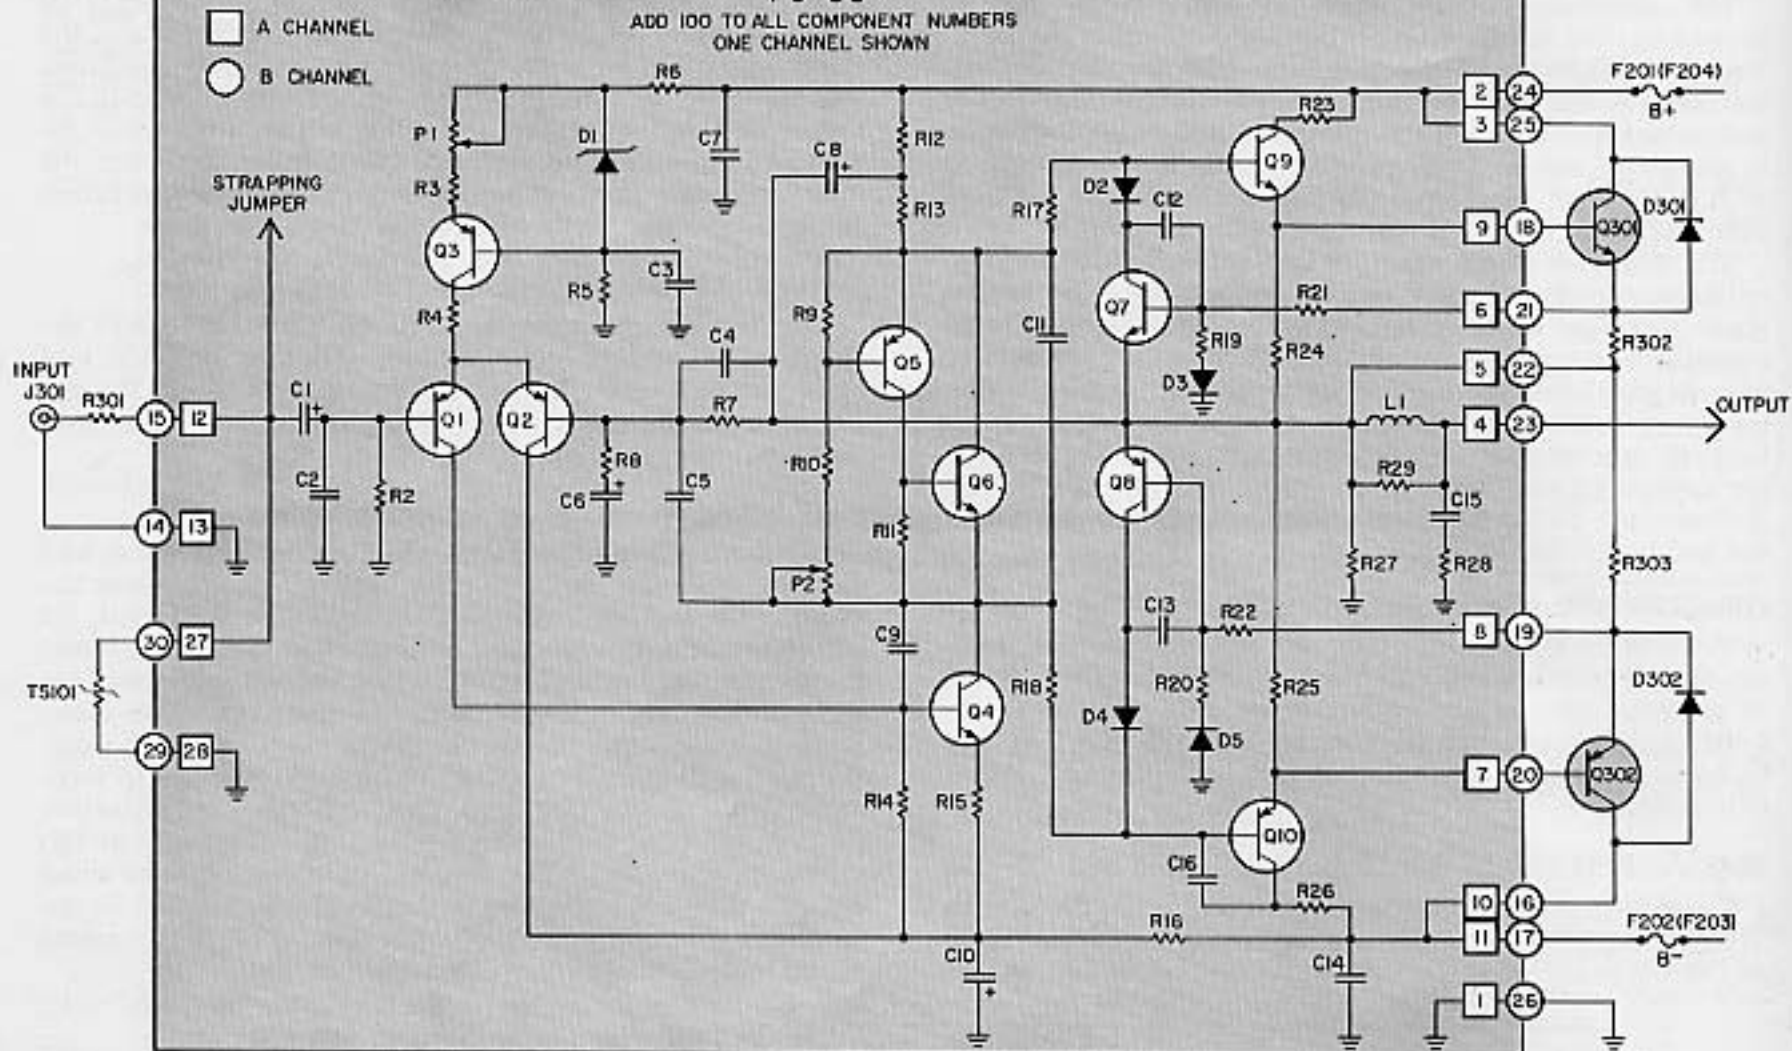 ADD 100 TO ALL COMPONENT NUMBERS
ONE CHANNEL SHOWN
A CHANNEL
B CHANNEL
STRAPPING
JUMPER
INPUT
J301
R301
15 12
14 13
30 27
29 28
TS101
C1
C2
R2
P1
R3
Q3
R4
Q1
Q2
D1
R5
C3
R6
C7
C4
R7
R8
C6
C5
C8
R12
R13
R9
Q5
R10
Q6
R11
P2
C9
Q4
R14
R15
C10
R16
R17
C11
R18
D2
C12
Q7
R19
D3
R21
Q8
C13
R22
R20
D4
D5
Q9
R23
R24
R25
Q10
C16
R26
C14
L1
R29
C15
R27
R28
2 24
3 25
9 18
6 21
5 22
4 23
8 19
7 20
10 16
11 17
1 26
F201(F204)
B+
Q301
D301
R302
OUTPUT
R303
D302
Q302
F202(F203)
B-